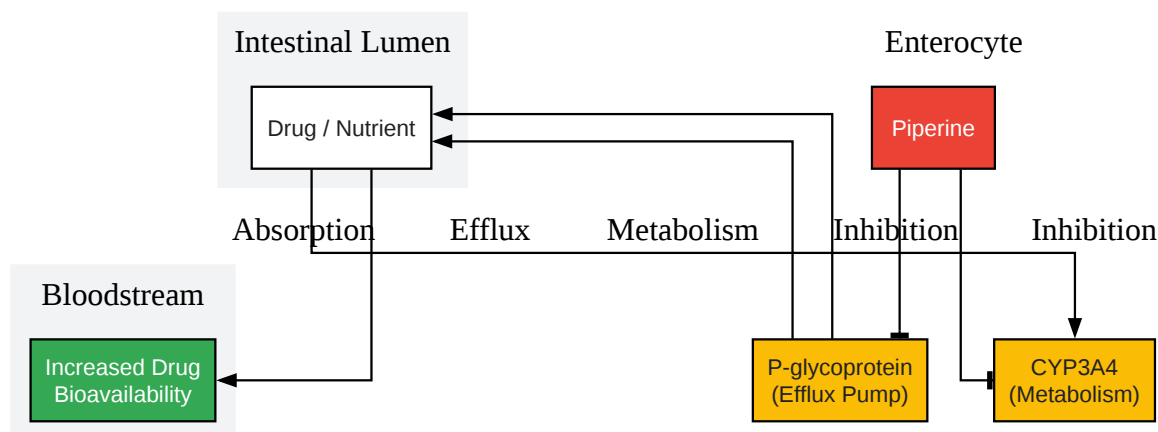 Intestinal Lumen
Enterocyte
Drug / Nutrient
Piperine
Absorption
Efflux
Metabolism
Inhibition
Inhibition
Bloodstream
Increased Drug
Bioavailability
P-glycoprotein
(Efflux Pump)
CYP3A4
(Metabolism)